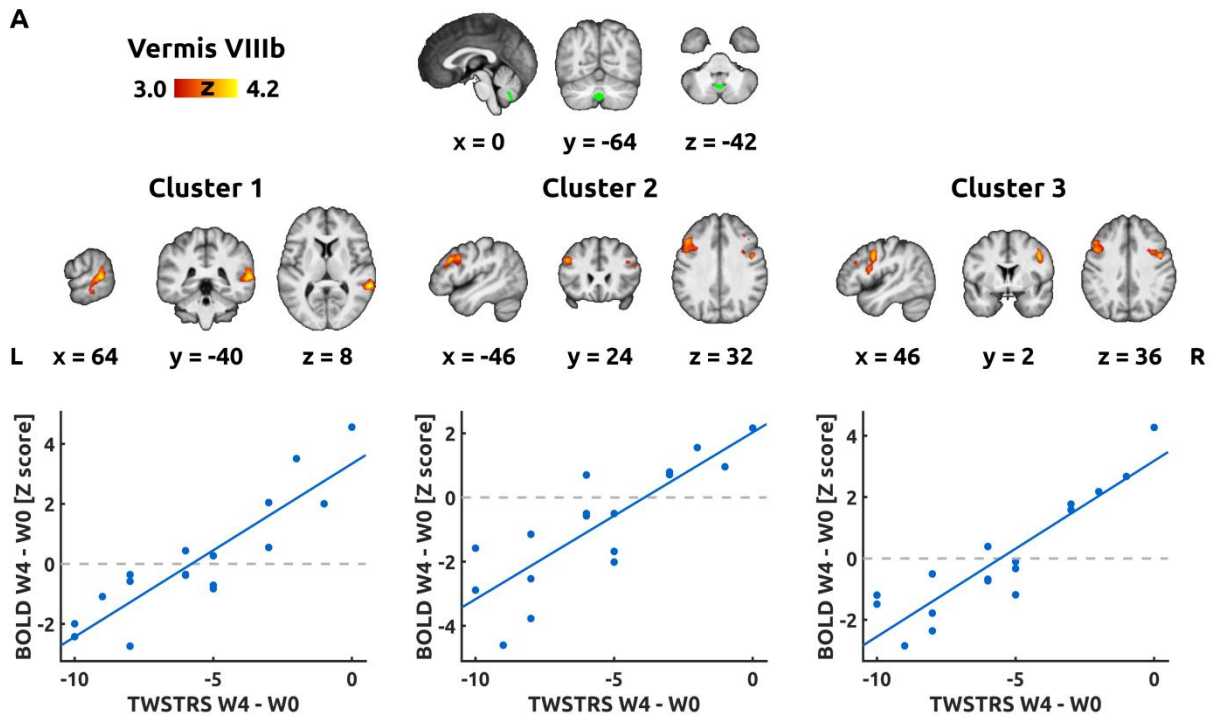 A
Vermis VIIIb
3.0 Z 4.2
x = 0 y = -64 z = -42
Cluster 1 Cluster 2 Cluster 3
L x = 64 y = -40 z = 8 x = -46 y = 24 z = 32 x = 46 y = 2 z = 36 R
BOLD W4 - W0 [Z score]
4
2
0
-2
-10 -5 0
TWSTRS W4 - W0
BOLD W4 - W0 [Z score]
2
0
-2
-4
-10 -5 0
TWSTRS W4 - W0
BOLD W4 - W0 [Z score]
4
2
0
-2
-10 -5 0
TWSTRS W4 - W0